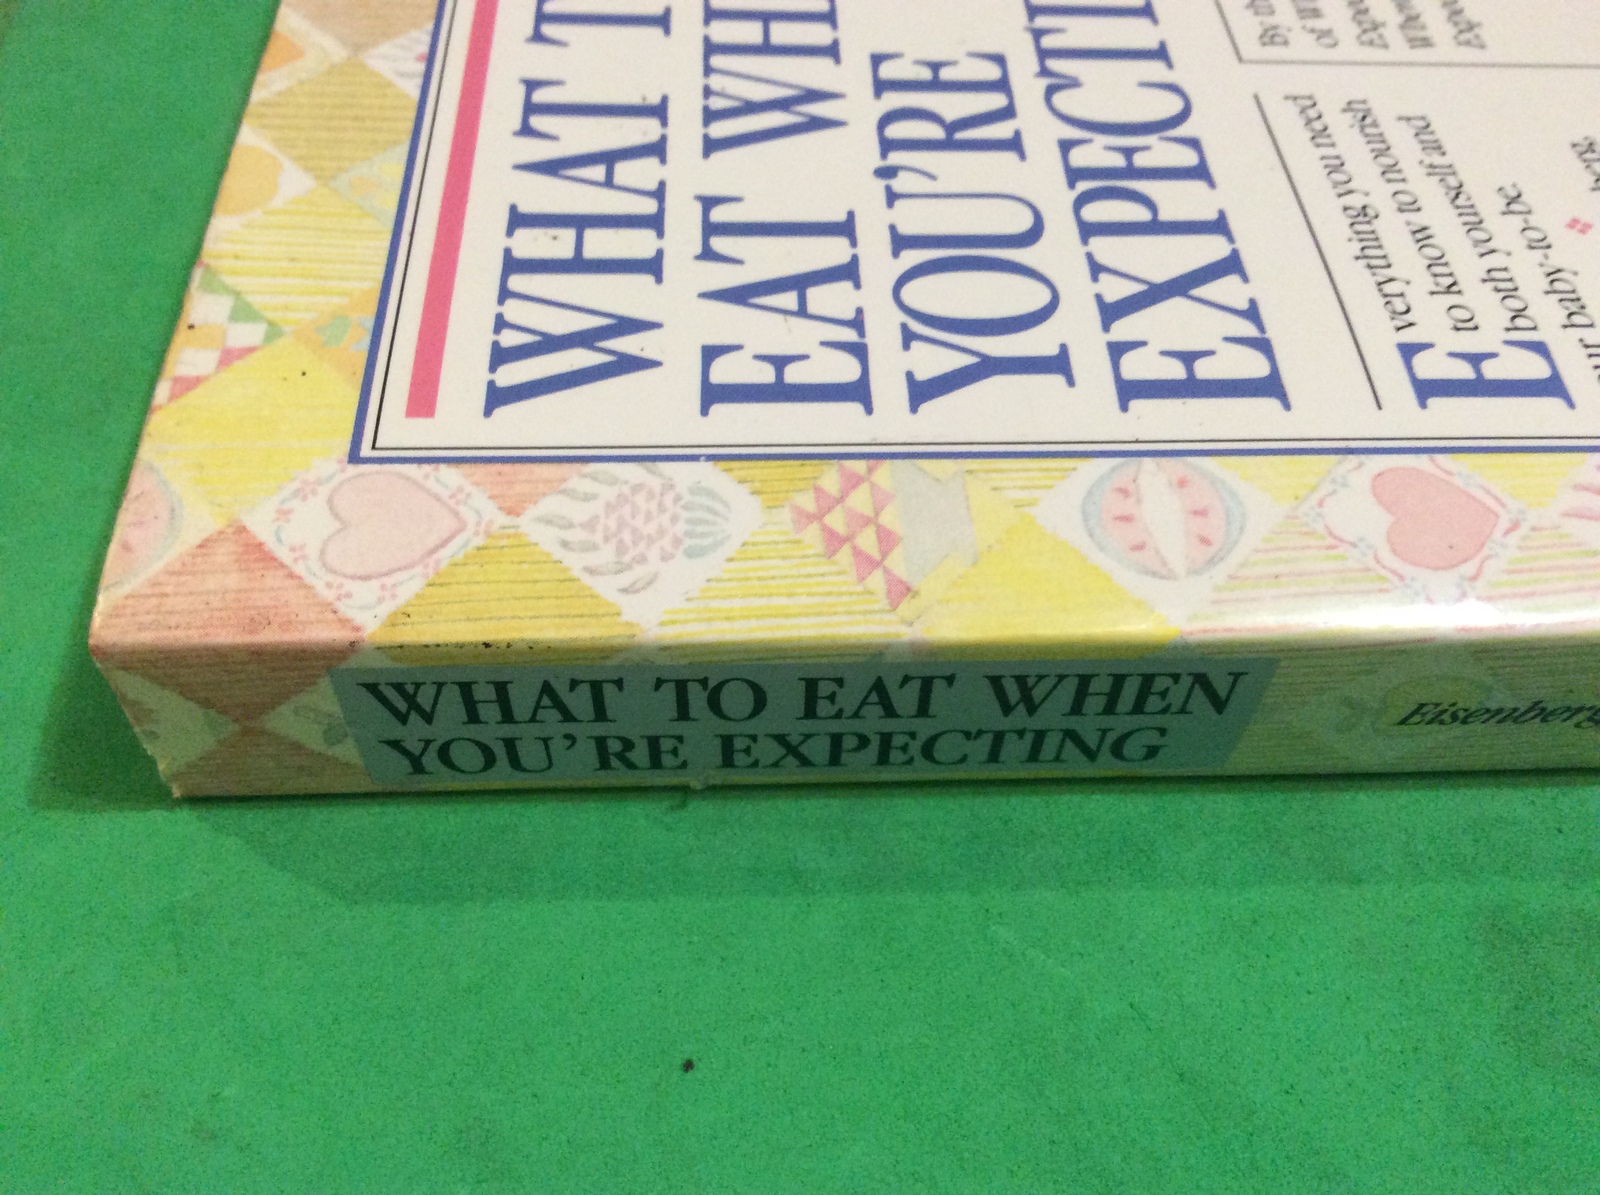 WHAT T
EAT WH
YOU'RE
EXPECTI
Everything you need
to know to nourish
both yourself and
baby-to-be
WHAT TO EAT WHEN
YOU'RE EXPECTING
Eisenberg